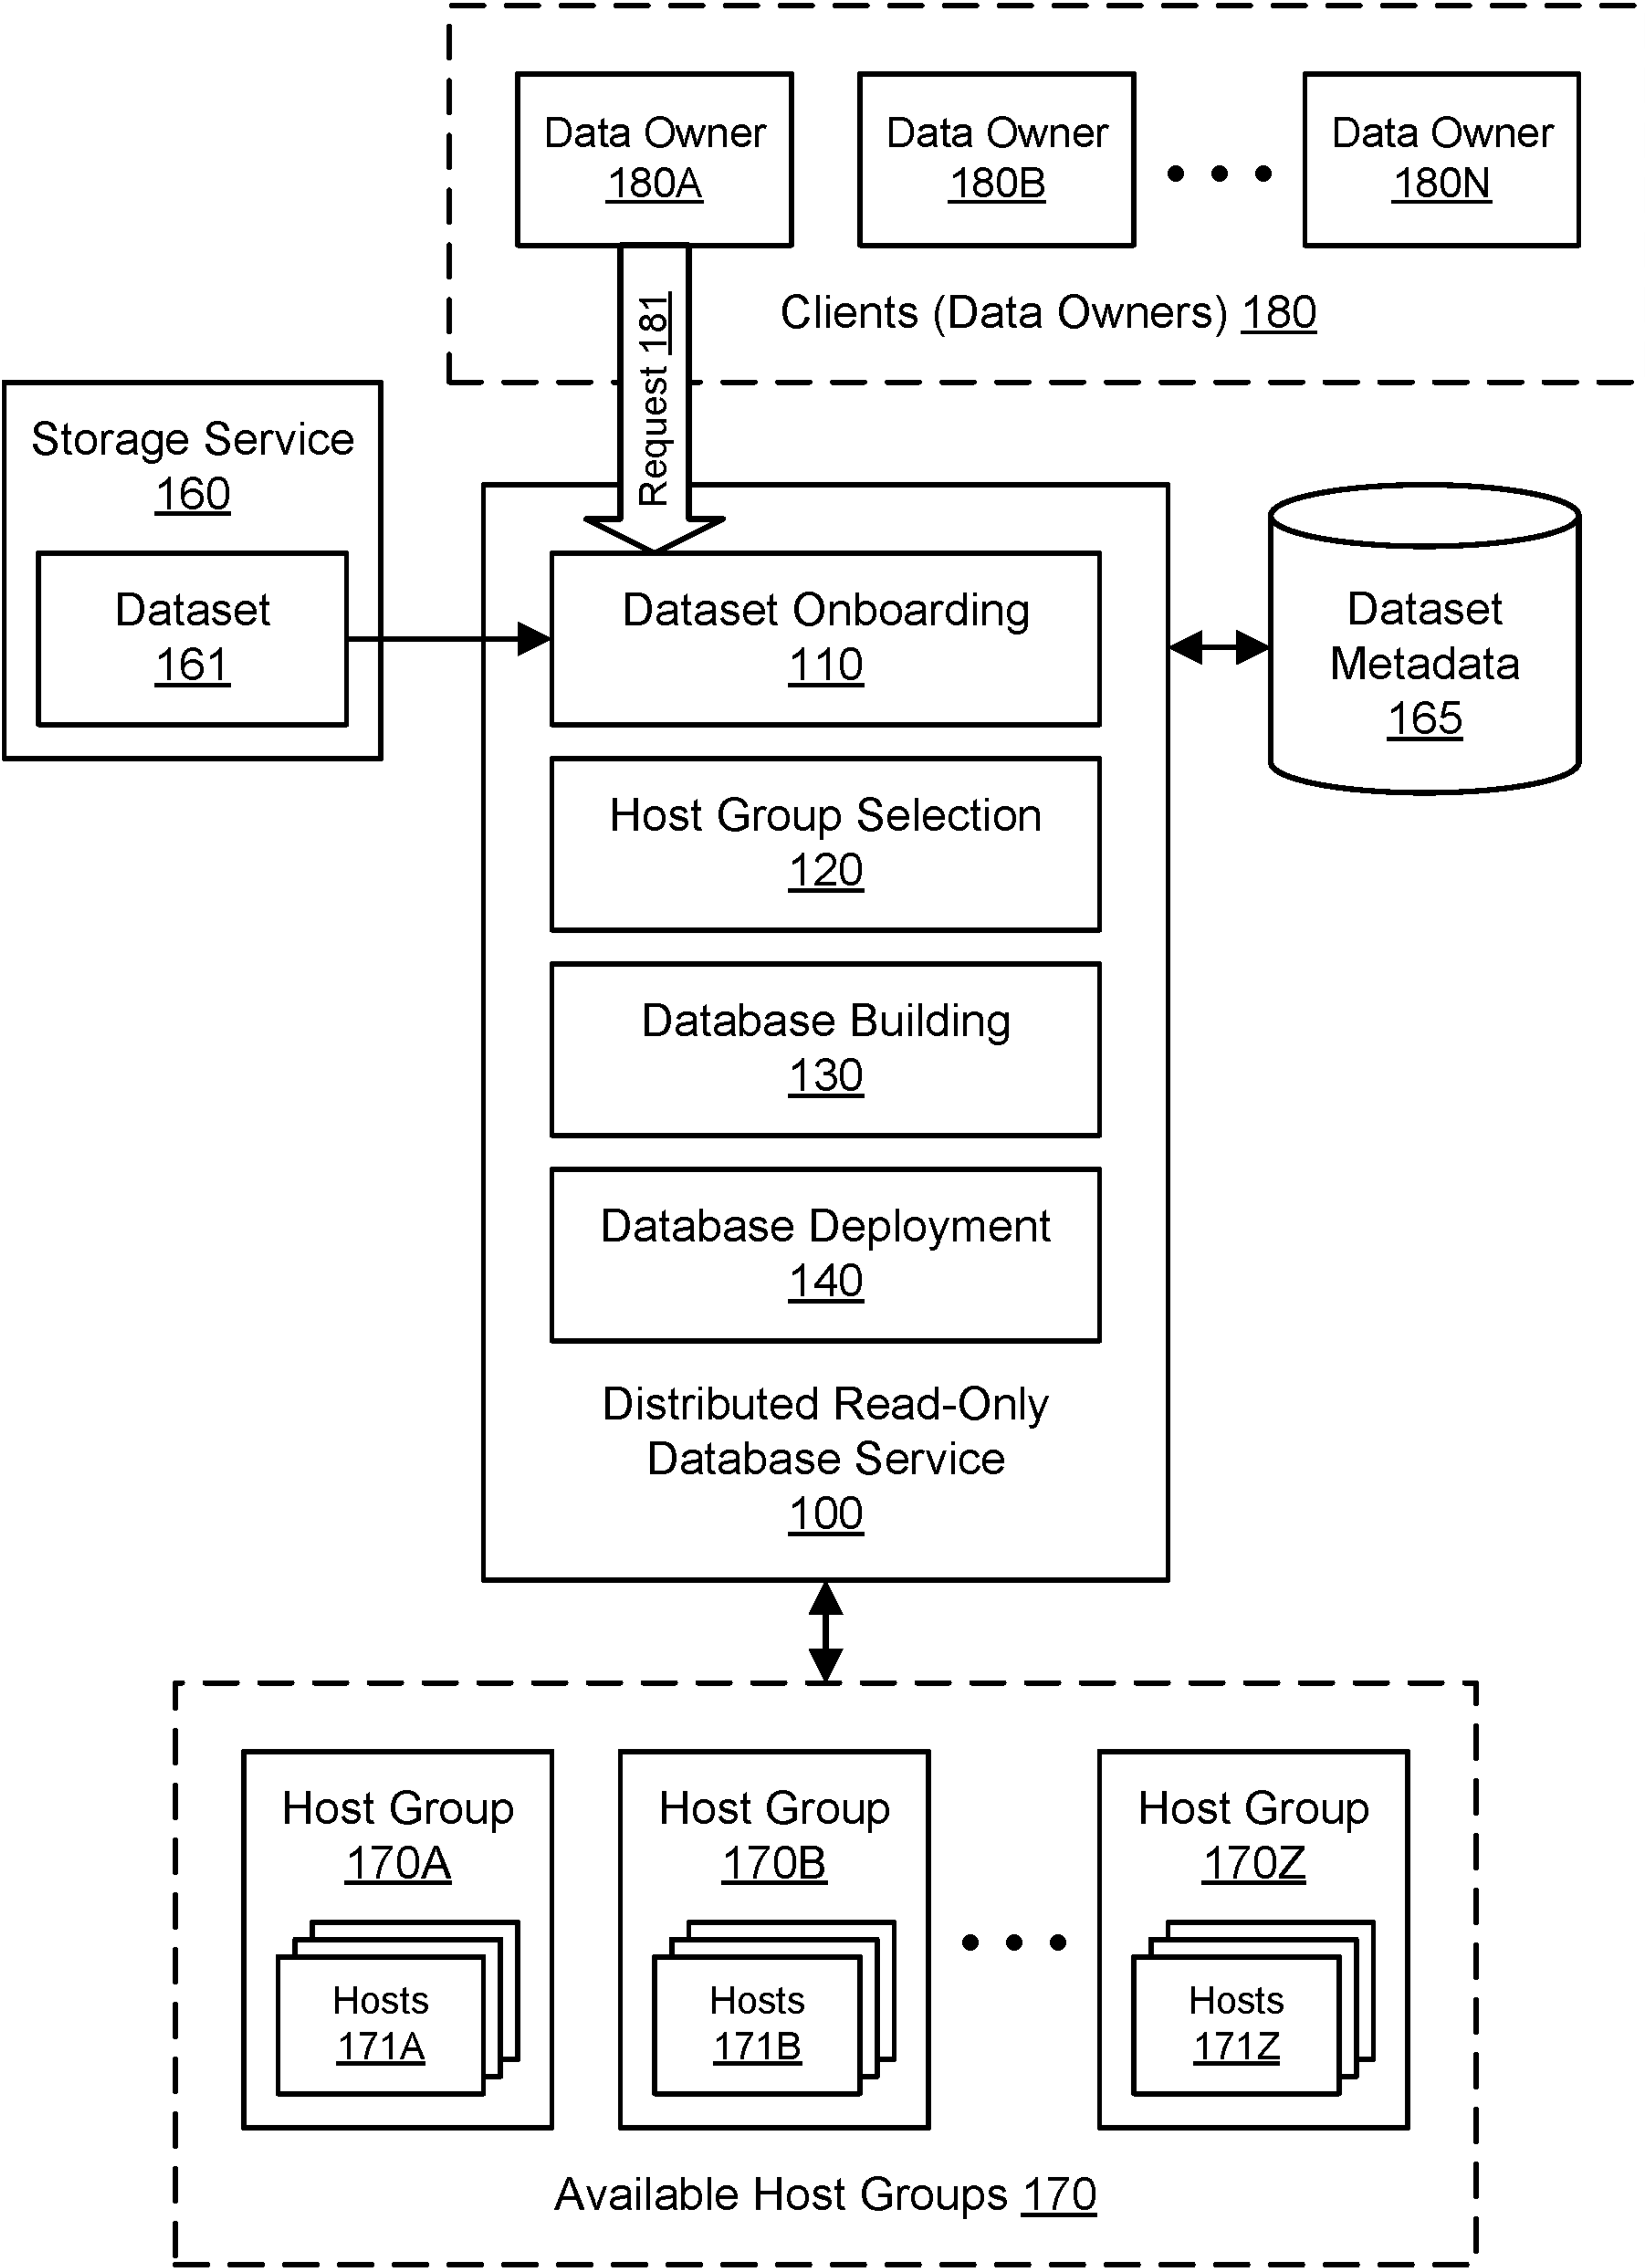 Data Owner
180A
Data Owner
180B
Data Owner
180N
Clients (Data Owners) 180
Request 181
Storage Service
160
Dataset
161
Dataset Onboarding
110
Dataset
Metadata
165
Host Group Selection
120
Database Building
130
Database Deployment
140
Distributed Read-Only
Database Service
100
Host Group
170A
Hosts
171A
Host Group
170B
Hosts
171B
Host Group
170Z
Hosts
171Z
Available Host Groups 170